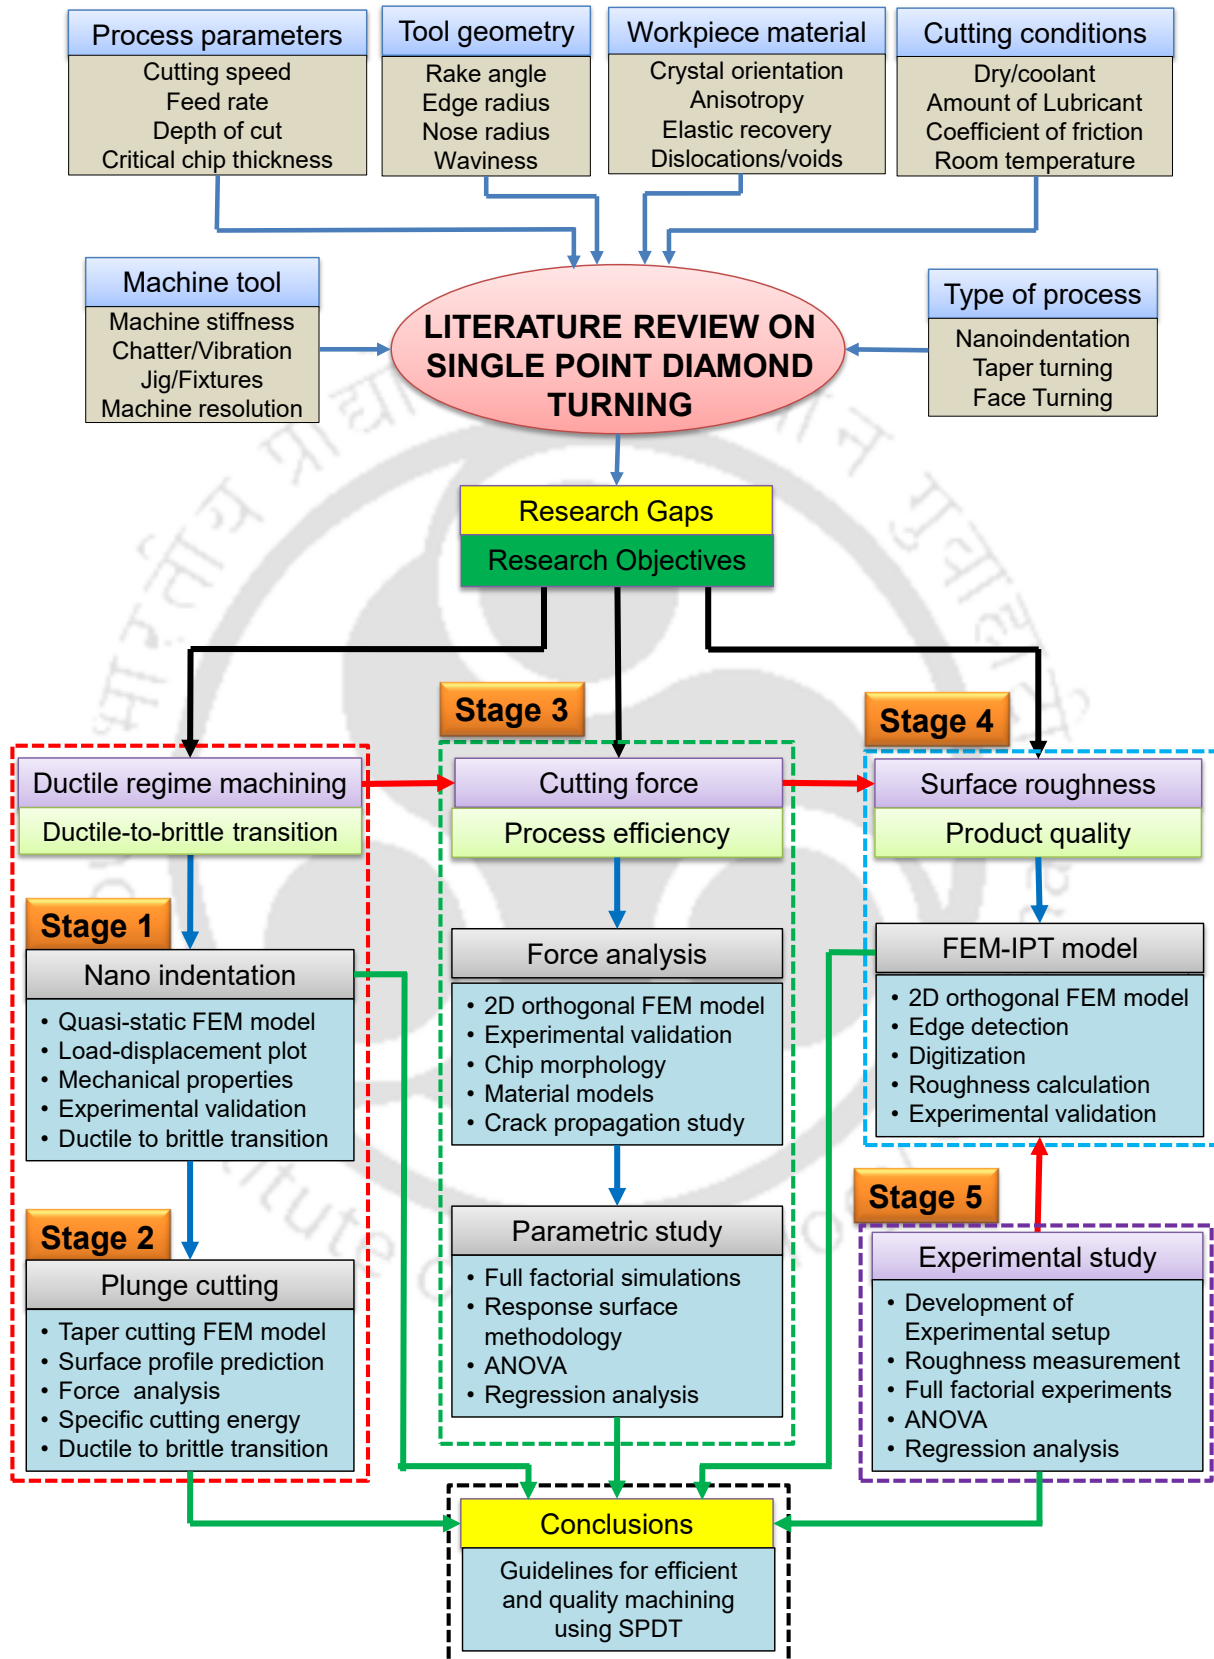 Process parameters
Cutting speed
Feed rate
Depth of cut
Critical chip thickness
Tool geometry
Rake angle
Edge radius
Nose radius
Waviness
Workpiece material
Crystal orientation
Anisotropy
Elastic recovery
Dislocations/voids
Cutting conditions
Dry/coolant
Amount of Lubricant
Coefficient of friction
Room temperature
Machine tool
Machine stiffness
Chatter/Vibration
Jig/Fixtures
Machine resolution
LITERATURE REVIEW ON
SINGLE POINT DIAMOND
TURNING
Type of process
Nanoindentation
Taper turning
Face Turning
Research Gaps
Research Objectives
Stage 3
Stage 4
Ductile regime machining
Ductile-to-brittle transition
Cutting force
Process efficiency
Surface roughness
Product quality
Stage 1
Nano indentation
• Quasi-static FEM model
• Load-displacement plot
• Mechanical properties
• Experimental validation
• Ductile to brittle transition
Force analysis
• 2D orthogonal FEM model
• Experimental validation
• Chip morphology
• Material models
• Crack propagation study
FEM-IPT model
• 2D orthogonal FEM model
• Edge detection
• Digitization
• Roughness calculation
• Experimental validation
Stage 2
Plunge cutting
• Taper cutting FEM model
• Surface profile prediction
• Force analysis
• Specific cutting energy
• Ductile to brittle transition
Parametric study
• Full factorial simulations
• Response surface
methodology
• ANOVA
• Regression analysis
Stage 5
Experimental study
• Development of
Experimental setup
• Roughness measurement
• Full factorial experiments
• ANOVA
• Regression analysis
Conclusions
Guidelines for efficient
and quality machining
using SPDT